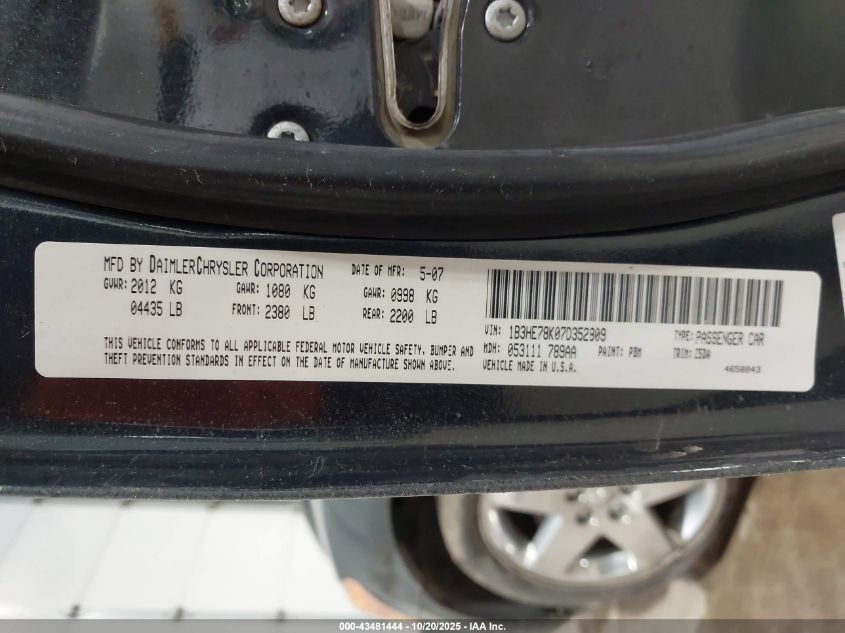 MFD BY DAIMLERCHRYSLER CORPORATION DATE OF MFR: 5-07
GVWR: 2012 KG GAWR: 1080 KG GAWR: 0998 KG
04435 LB FRONT: 2380 LB REAR: 2200 LB
THIS VEHICLE CONFORMS TO ALL APPLICABLE FEDERAL MOTOR VEHICLE SAFETY, BUMPER AND
THEFT PREVENTION STANDARDS IN EFFECT ON THE DATE OF MANUFACTURE SHOWN ABOVE.
VIN: 1B3HE78K07D352309 TYPE: PASSENGER CAR
MDH: 053111 789AA PAINT: PBM TRIM: ZSDA
VEHICLE MADE IN U.S.A. 4658043
000-43481444 - 10/20/2025 - IAA Inc.